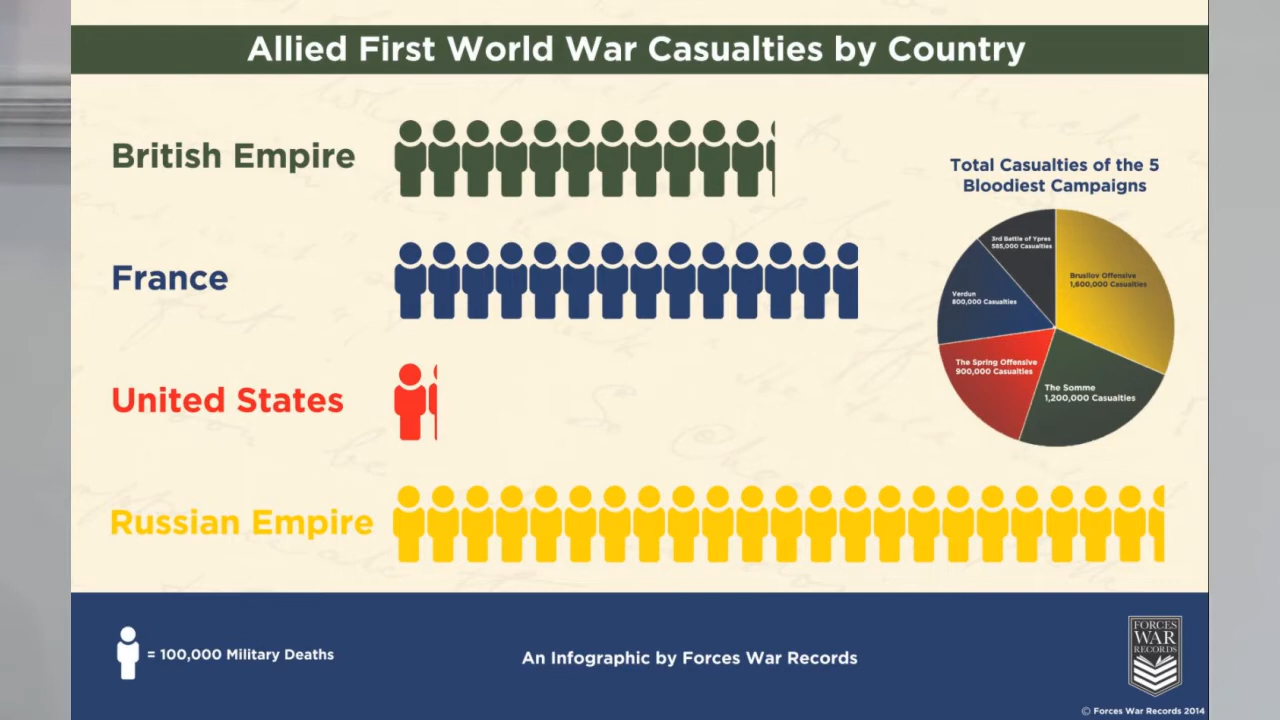 Allied First World War Casualties by Country
British Empire
France
United States
Russian Empire
Total Casualties of the 5
Bloodiest Campaigns
3rd Battle of Ypres
585,000 Casualties
Brusilov Offensive
1,600,000 Casualties
Verdun
800,000 Casualties
The Spring Offensive
900,000 Casualties
The Somme
1,200,000 Casualties
= 100,000 Military Deaths
An Infographic by Forces War Records
FORCES
WAR
RECORDS
© Forces War Records 2014